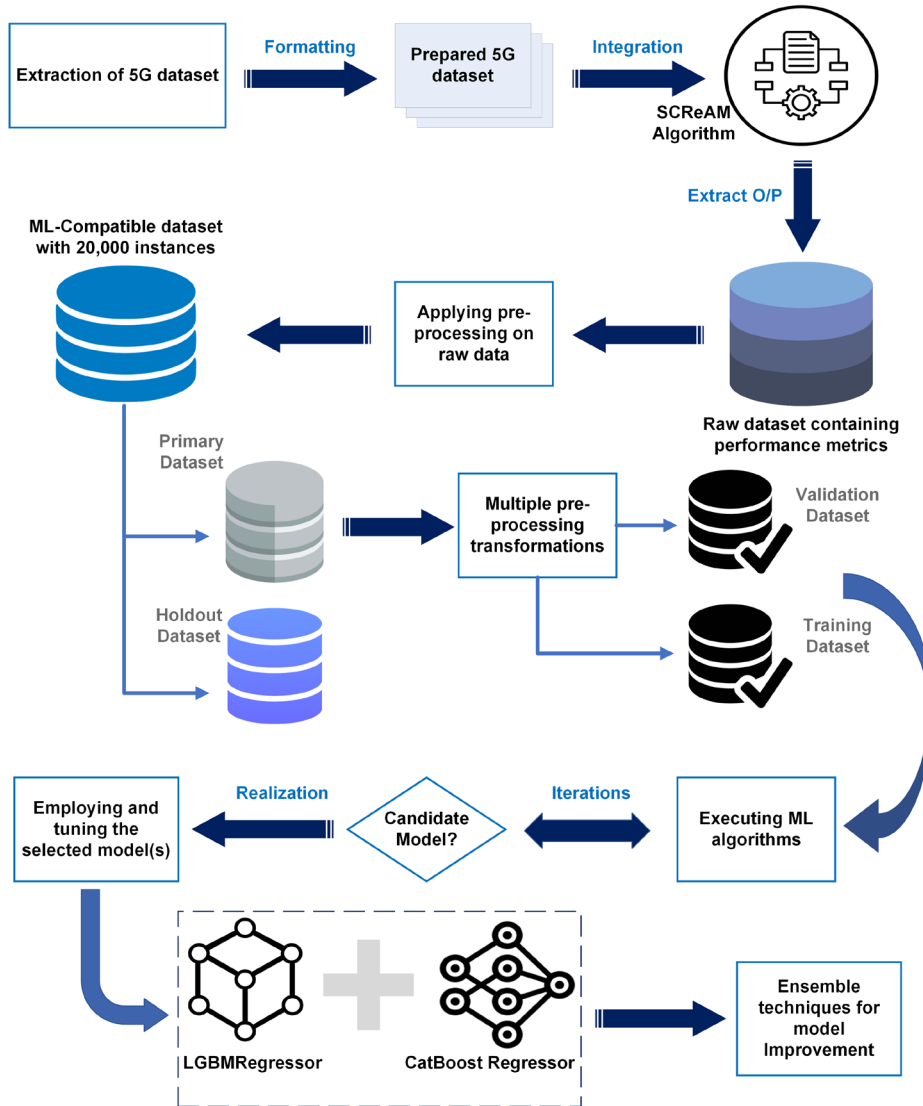 Extraction of 5G dataset
Formatting
Prepared 5G
dataset
Integration
SCReAM
Algorithm
Extract O/P
ML-Compatible dataset
with 20,000 instances
Applying pre-
processing on
raw data
Raw dataset containing
performance metrics
Primary
Dataset
Multiple pre-
processing
transformations
Validation
Dataset
Holdout
Dataset
Training
Dataset
Employing and
tuning the
selected model(s)
Realization
Candidate
Model?
Iterations
Executing ML
algorithms
LGBMRegressor
CatBoost Regressor
Ensemble
techniques for
model
Improvement